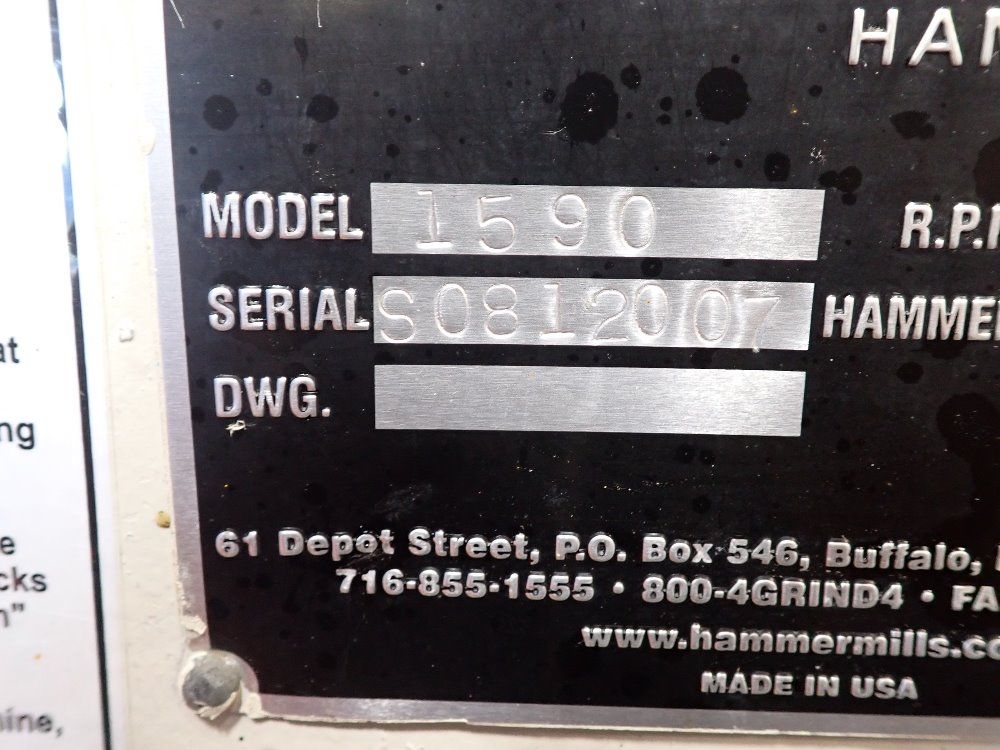 HAM
MODEL 1590 R.P.
SERIAL S0812007 HAMME
DWG.
61 Depot Street, P.O. Box 546, Buffalo,
716-855-1555 · 800-4GRIND4 · FA
www.hammermills.co
MADE IN USA
at
ng
e
cks
"
ine,